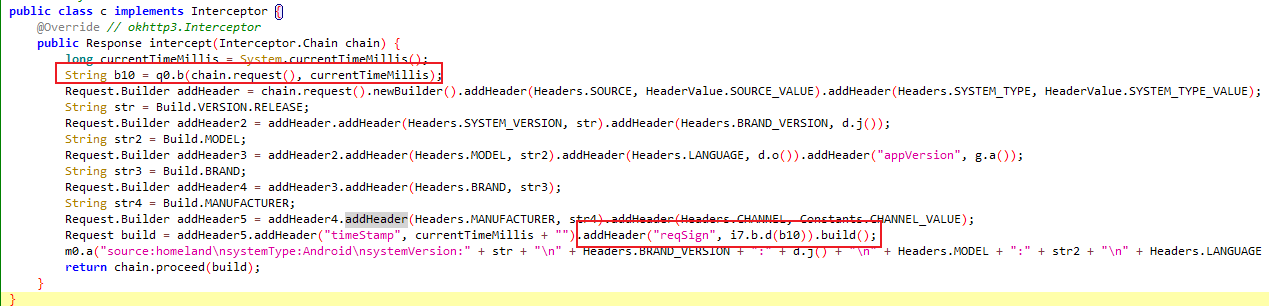 public class c implements Interceptor {
@Override // okhttp3.Interceptor
public Response intercept(Interceptor.Chain chain) {
long currentTimeMillis = System.currentTimeMillis();
String b10 = q0.b(chain.request(), currentTimeMillis);
Request.Builder addHeader = chain.request().newBuilder().addHeader(Headers.SOURCE, HeaderValue.SOURCE_VALUE).addHeader(Headers.SYSTEM_TYPE, HeaderValue.SYSTEM_TYPE_VALUE);
String str = Build.VERSION.RELEASE;
Request.Builder addHeader2 = addHeader.addHeader(Headers.SYSTEM_VERSION, str).addHeader(Headers.BRAND_VERSION, d.j());
String str2 = Build.MODEL;
Request.Builder addHeader3 = addHeader2.addHeader(Headers.MODEL, str2).addHeader(Headers.LANGUAGE, d.o()).addHeader("appVersion", g.a());
String str3 = Build.BRAND;
Request.Builder addHeader4 = addHeader3.addHeader(Headers.BRAND, str3);
String str4 = Build.MANUFACTURER;
Request.Builder addHeader5 = addHeader4.addHeader(Headers.MANUFACTURER, str4).addHeader(Headers.CHANNEL, Constants.CHANNEL_VALUE);
Request build = addHeader5.addHeader("timeStamp", currentTimeMillis + "").addHeader("reqSign", i7.b.d(b10)).build();
m0.a("source:homeland\nsystemType:Android\nsystemVersion:" + str + "\n" + Headers.BRAND_VERSION + ":" + d.j() + "\n" + Headers.MODEL + ":" + str2 + "\n" + Headers.LANGUAGE
return chain.proceed(build);
}
}